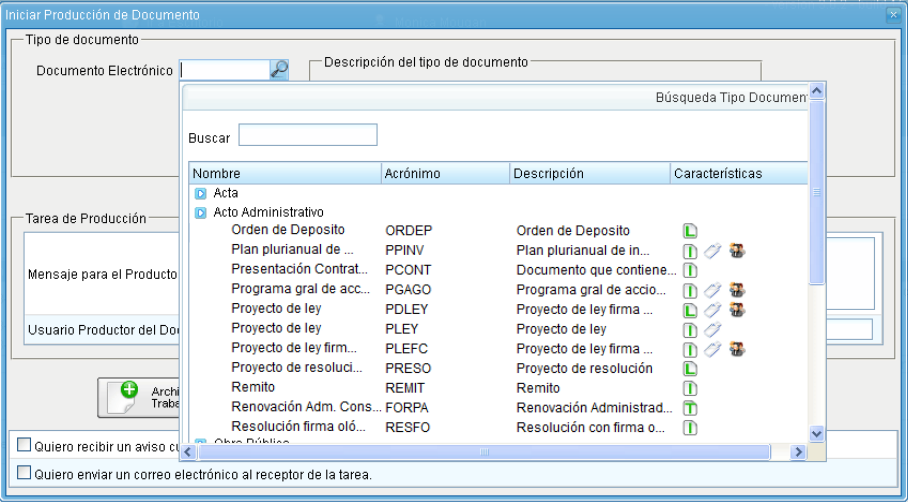 Iniciar Producción de Documento
Tipo de documento
Documento Electrónico
Descripción del tipo de documento
Búsqueda Tipo Documen
Buscar
Nombre Acrónimo Descripción Características
Acta
Acto Administrativo
Orden de Deposito ORDEP Orden de Deposito L
Plan plurianual de ... PPINV Plan plurianual de in... I
Presentación Contrat... PCONT Documento que contiene... I
Programa gral de acc... PGAGO Programa gral de accio... I
Proyecto de ley PDLEY Proyecto de ley firma ... L
Proyecto de ley PLEY Proyecto de ley I
Proyecto de ley firm... PLEFC Proyecto de ley firma ... I
Proyecto de resoluci... PRESO Proyecto de resolución L
Remito REMIT Remito I
Renovación Adm. Cons... FORPA Renovación Administrad... T
Resolución firma oló... RESFO Resolución con firma o... I
Obra Público
Tarea de Producción
Mensaje para el Producto
Usuario Productor del Do
Archi
Traba
Quiero recibir un aviso cu
Quiero enviar un correo electrónico al receptor de la tarea.